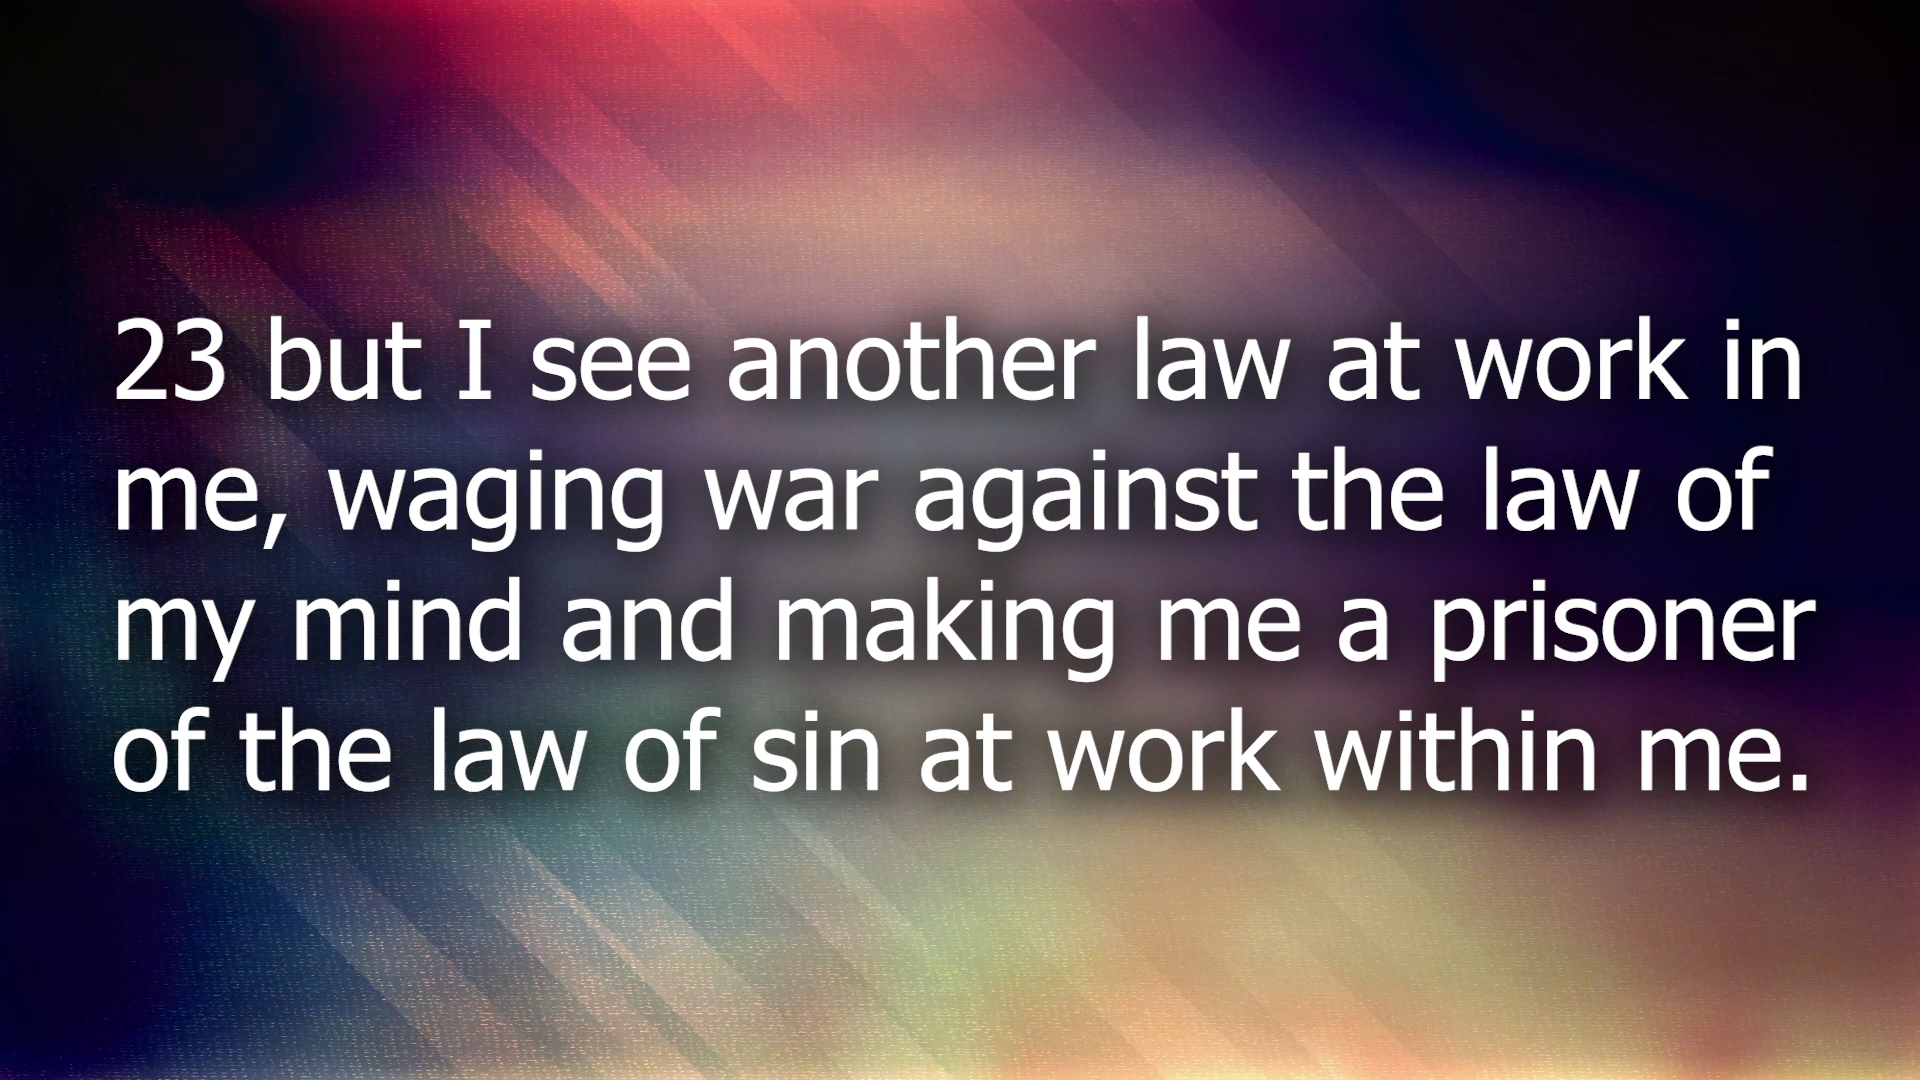 23 but I see another law at work in
me, waging war against the law of
my mind and making me a prisoner
of the law of sin at work within me.